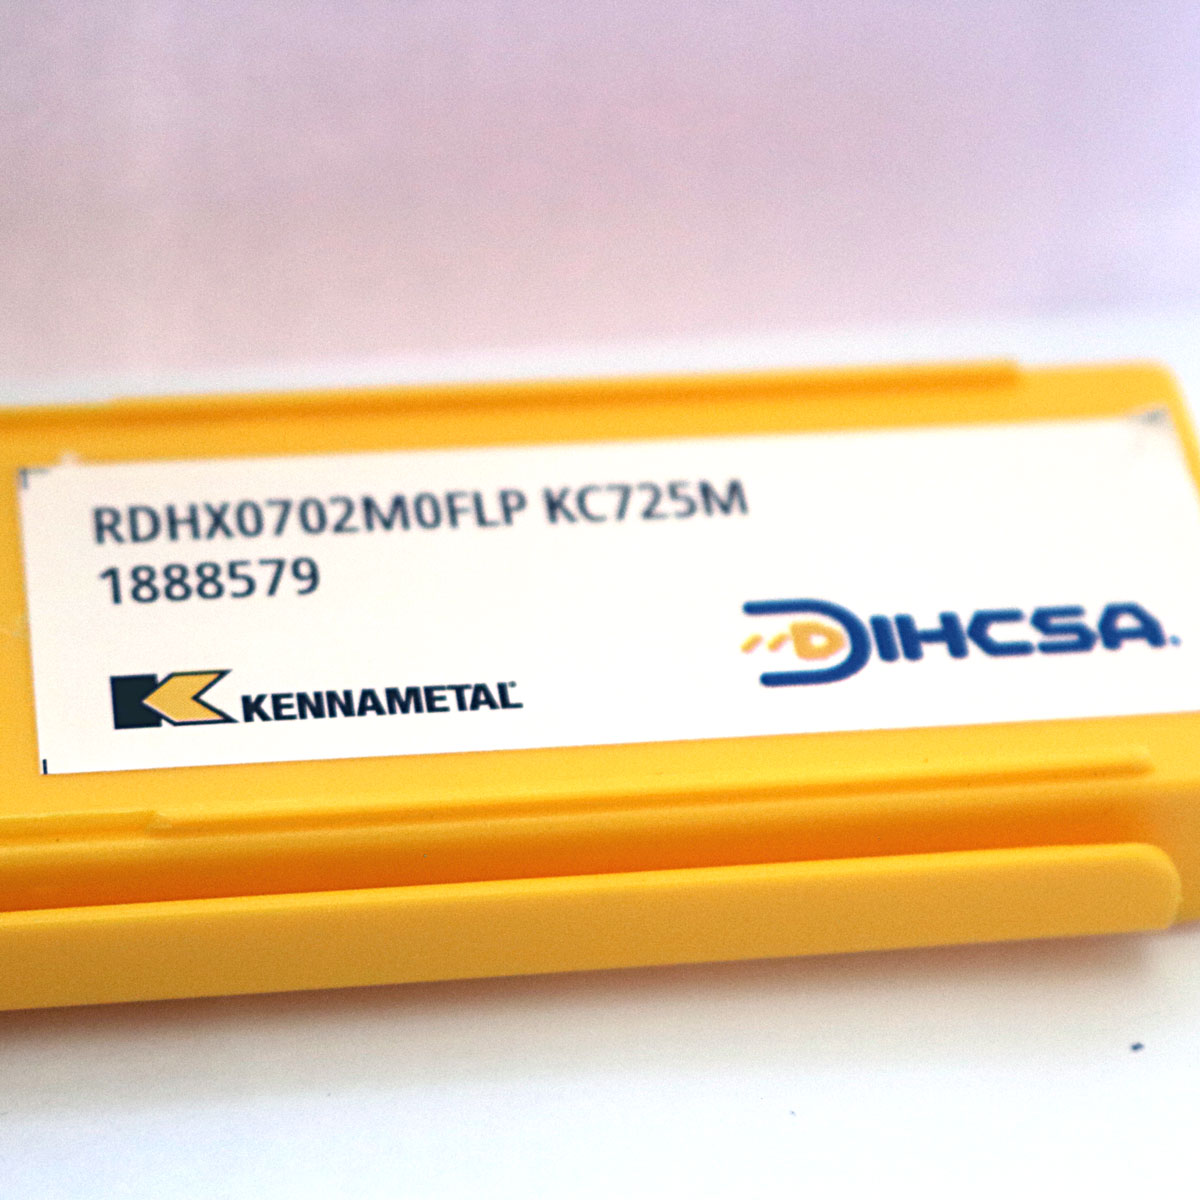 RDHX0702M0FLP KC725M
1888579
KENNAMETAL
DIHCSA.